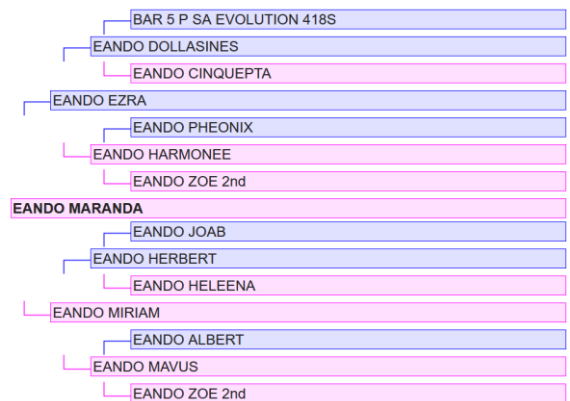 BAR 5 P SA EVOLUTION 418S
EANDO DOLLASINES
EANDO CINQUEPTA
EANDO EZRA
EANDO PHEONIX
EANDO HARMONEE
EANDO ZOE 2nd
EANDO MARANDA
EANDO JOAB
EANDO HERBERT
EANDO HELEENA
EANDO MIRIAM
EANDO ALBERT
EANDO MAVUS
EANDO ZOE 2nd